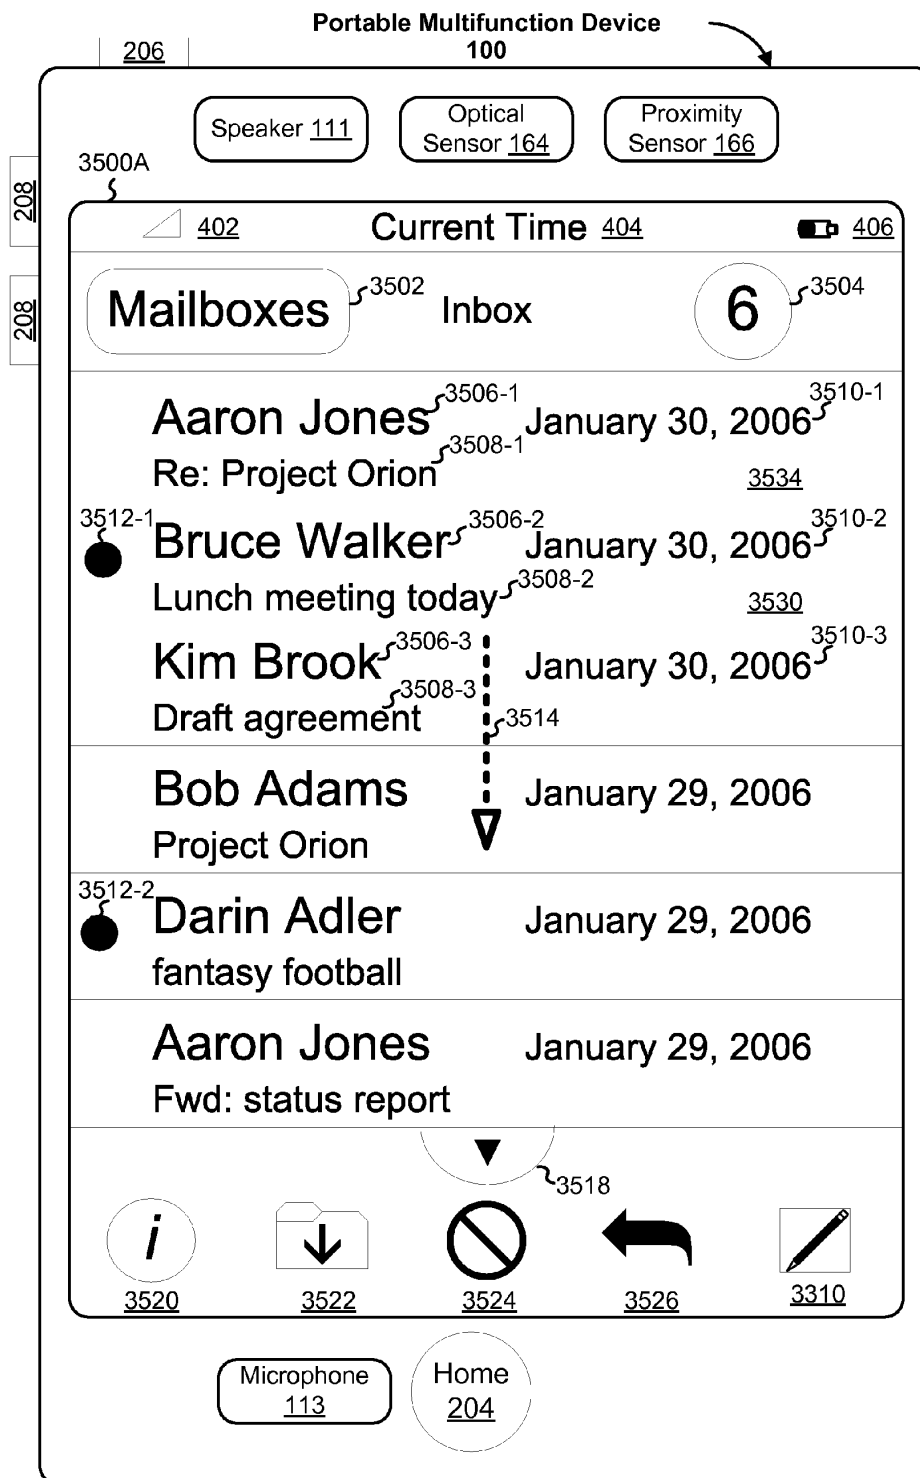 Portable Multifunction Device
100
206
Speaker 111
Optical
Sensor 164
Proximity
Sensor 166
3500A
208
208
402
Current Time 404
406
Mailboxes
3502
Inbox
6
3504
Aaron Jones
3506-1
January 30, 2006
3510-1
Re: Project Orion
3508-1
3534
3512-1
Bruce Walker
3506-2
January 30, 2006
3510-2
Lunch meeting today
3508-2
3530
Kim Brook
3506-3
January 30, 2006
3510-3
Draft agreement
3508-3
3514
Bob Adams
January 29, 2006
Project Orion
3512-2
Darin Adler
January 29, 2006
fantasy football
Aaron Jones
January 29, 2006
Fwd: status report
3518
i
3520
3522
3524
3526
3310
Microphone
113
Home
204